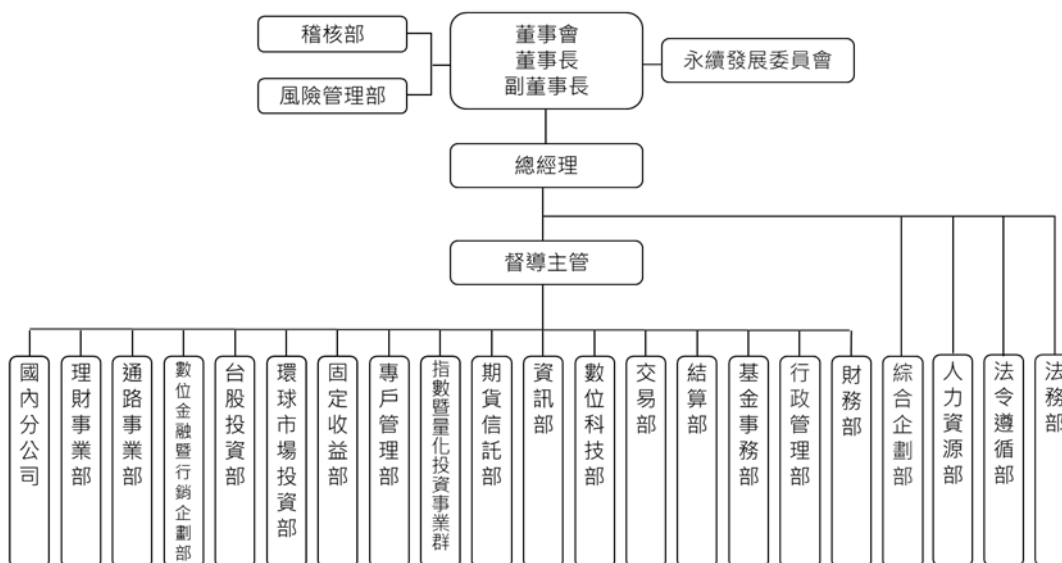 稽核部
風險管理部
董事會
董事長
副董事長
永續發展委員會
總經理
督導主管
國內分公司
理財事業部
通路事業部
數位金融暨行銷企劃部
台股投資部
環球市場投資部
固定收益部
專戶管理部
指數暨量化投資事業群
期貨信託部
資訊部
數位科技部
交易部
結算部
基金事務部
行政管理部
財務部
綜合企劃部
人力資源部
法令遵循部
法務部